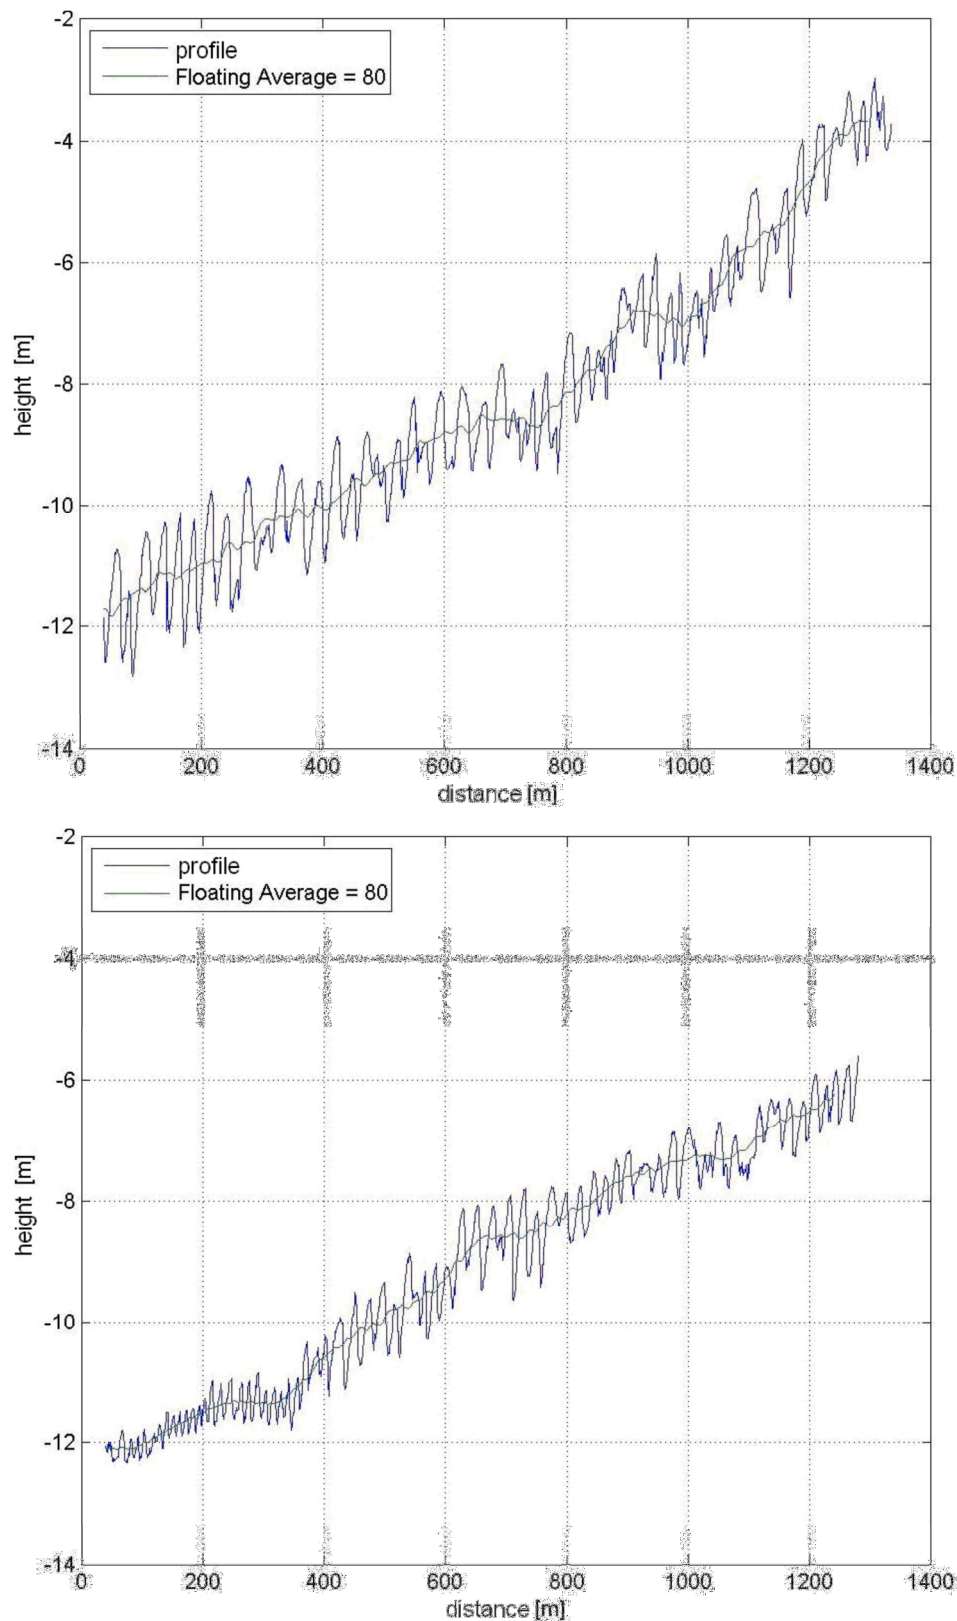 -2
profile
Floating Average = 80
-4
-6
-8
-10
-12
-14
height [m]
0 200 400 600 800 1000 1200 1400
distance [m]
-2
profile
Floating Average = 80
-4
-6
-8
-10
-12
-14
height [m]
0 200 400 600 800 1000 1200 1400
distance [m]